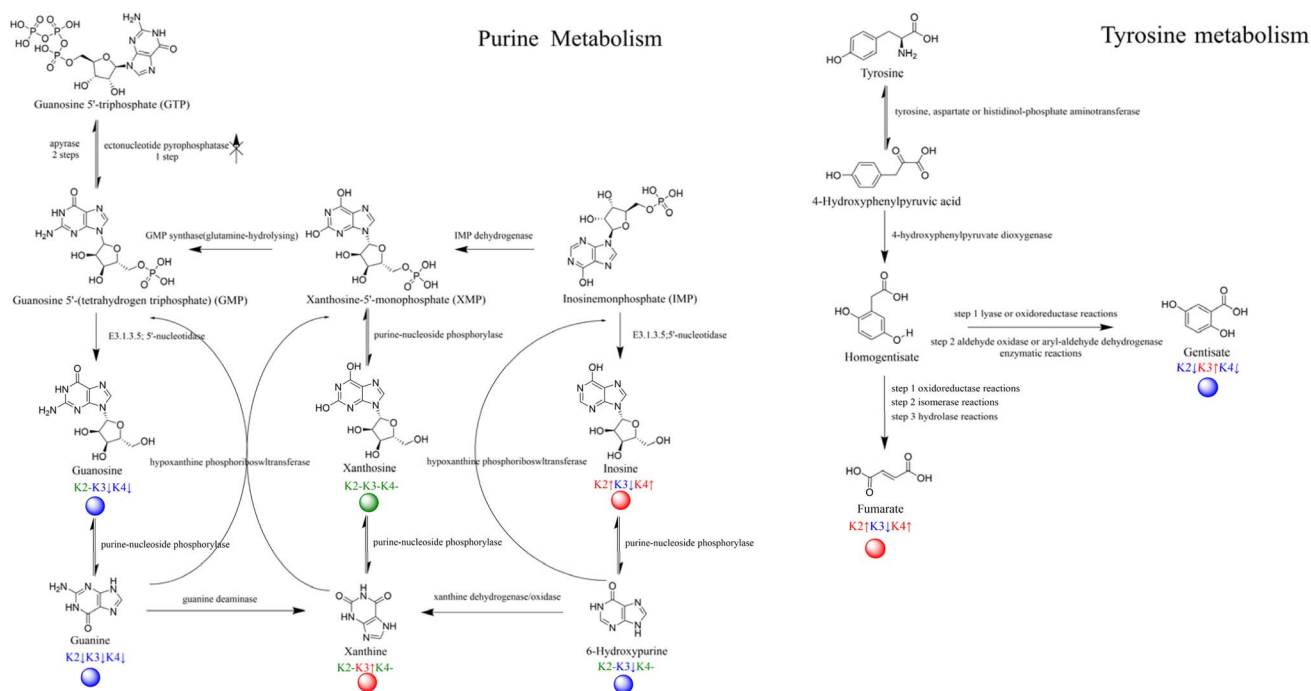 Purine Metabolism
Tyrosine metabolism
Guanosine 5'-triphosphate (GTP)
apyrase
2 steps
ectonucleotide pyrophosphatase
1 step
Guanosine 5'-(tetrahydrogen triphosphate) (GMP)
GMP synthase(glutamine-hydrolysing)
Xanthosine-5'-monophosphate (XMP)
IMP dehydrogenase
Inosinemonphosphate (IMP)
E3.1.3.5; 5'-nucleotidase
purine-nucleoside phosphorylase
E3.1.3.5;5'-nucleotidase
Guanosine
K2-K3↓K4↓
hypoxanthine phosphoriboswltransferase
Xanthosine
K2-K3-K4-
hypoxanthine phosphoriboswltransferase
Inosine
K2↑K3↓K4↑
purine-nucleoside phosphorylase
purine-nucleoside phosphorylase
purine-nucleoside phosphorylase
Guanine
K2↓K3↓K4↓
guanine deaminase
Xanthine
K2-K3↑K4-
xanthine dehydrogenase/oxidase
6-Hydroxypurine
K2-K3↓K4-
Tyrosine
tyrosine, aspartate or histidinol-phosphate aminotransferase
4-Hydroxyphenylpyruvic acid
4-hydroxyphenylpyruvate dioxygenase
Homogentisate
step 1 lyase or oxidoreductase reactions
step 2 aldehyde oxidase or aryl-aldehyde dehydrogenase
enzymatic reactions
Gentisate
K2↓K3↑K4↓
step 1 oxidoreductase reactions
step 2 isomerase reactions
step 3 hydrolase reactions
Fumarate
K2↑K3↓K4↑